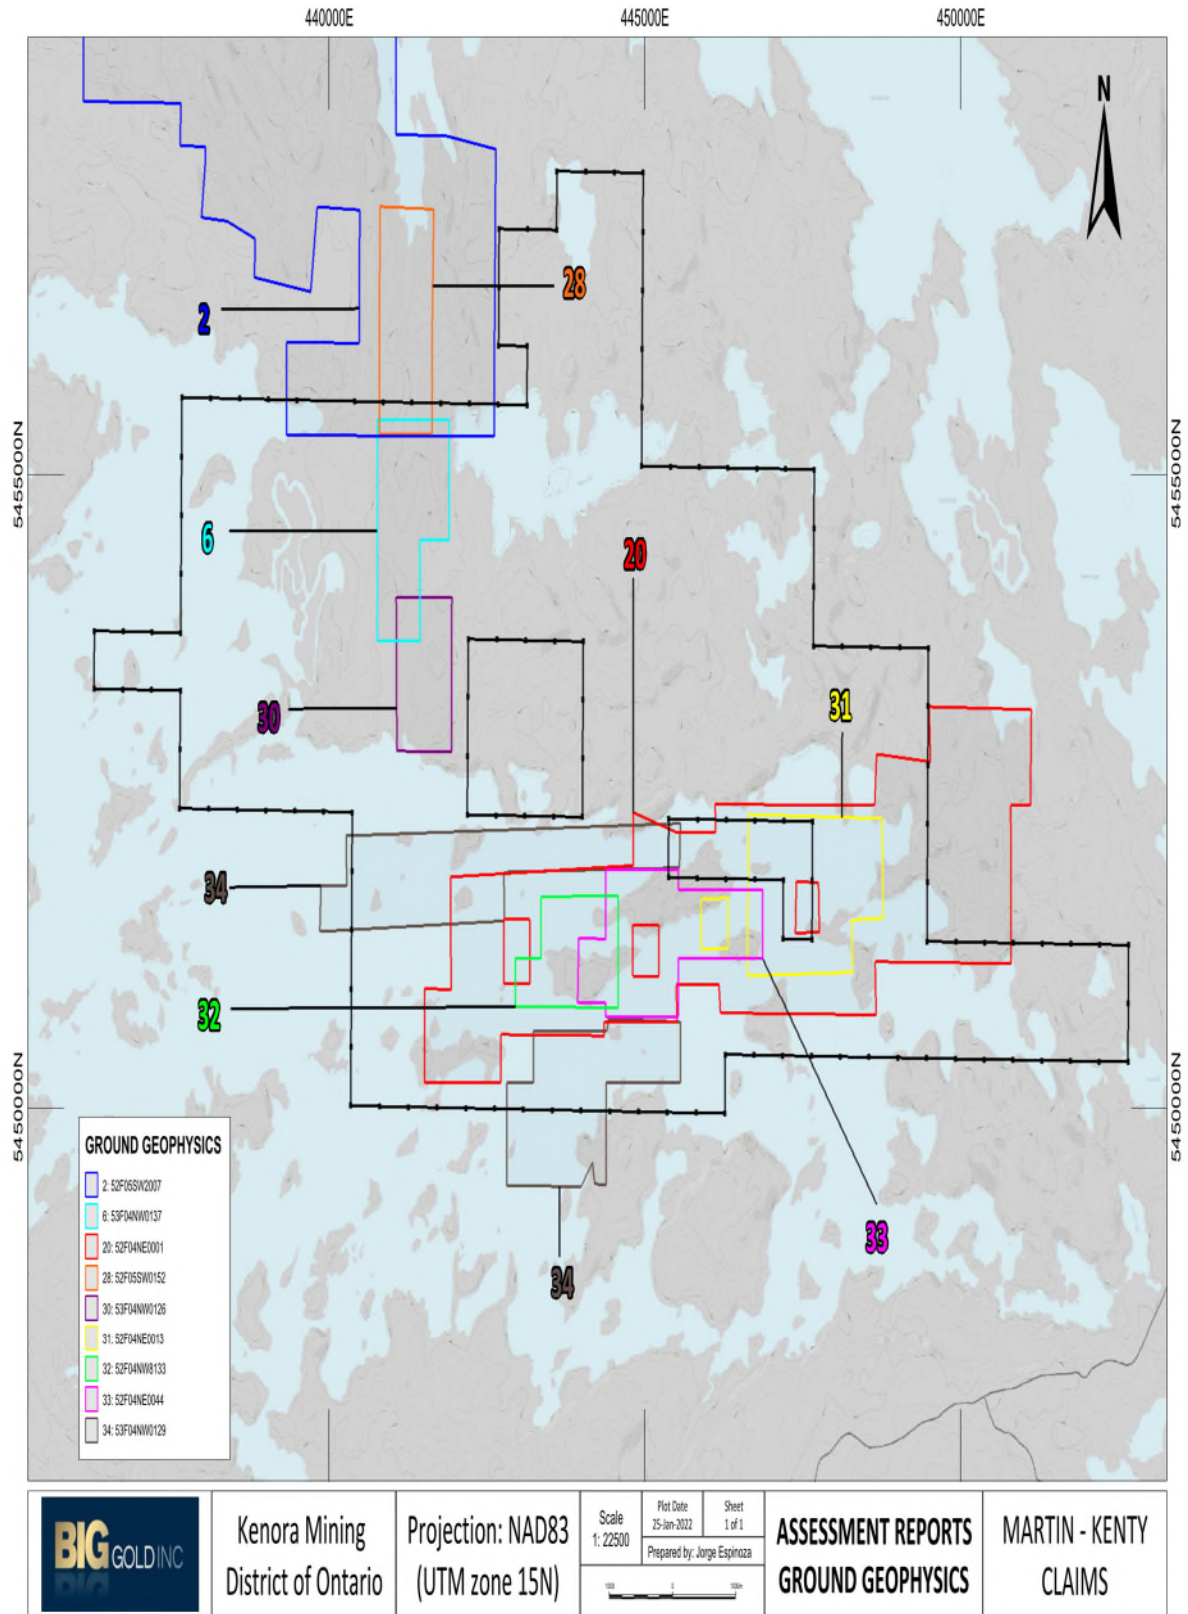 440000E 445000E 450000E
N
28
2
5455000N 5455000N
6
20
31
30
34
32
5450000N 5450000N
33
34
GROUND GEOPHYSICS
2: 52F05SW2007
6: 53F04NW0137
20: 52F04NE0001
28: 52F05SW0152
30: 53F04NW0126
31: 52F04NE0013
32: 52F04NW8133
33: 52F04NE0044
34: 53F04NW0129
BIG GOLD INC
Kenora Mining
District of Ontario
Projection: NAD83
(UTM zone 15N)
Scale
1: 22500
Plot Date
25-Jan-2022
Sheet
1 of 1
Prepared by: Jorge Espinoza
0
ASSESSMENT REPORTS
GROUND GEOPHYSICS
MARTIN - KENTY
CLAIMS